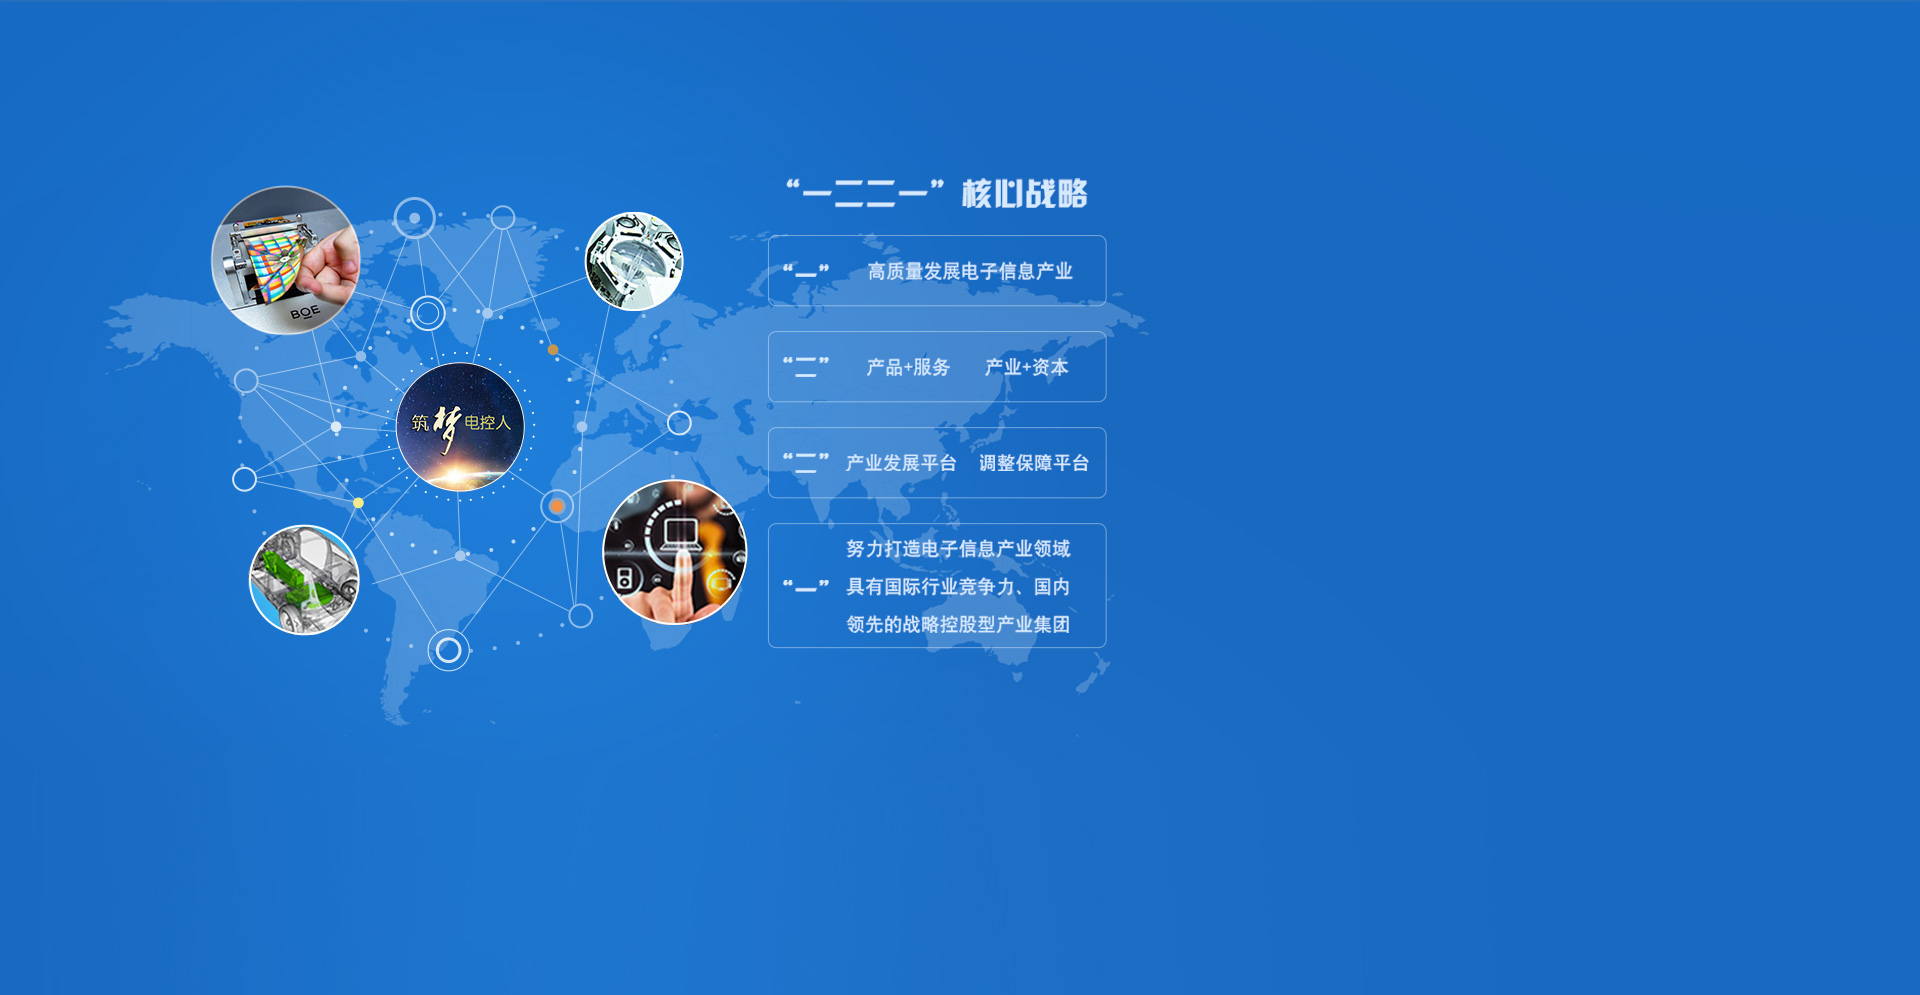 “一二二一”核心战略
“一” 高质量发展电子信息产业
“二” 产品+服务 产业+资本
“二” 产业发展平台 调整保障平台
努力打造电子信息产业领域
“一” 具有国际行业竞争力、国内
领先的战略控股型产业集团
BOE
筑梦电控人